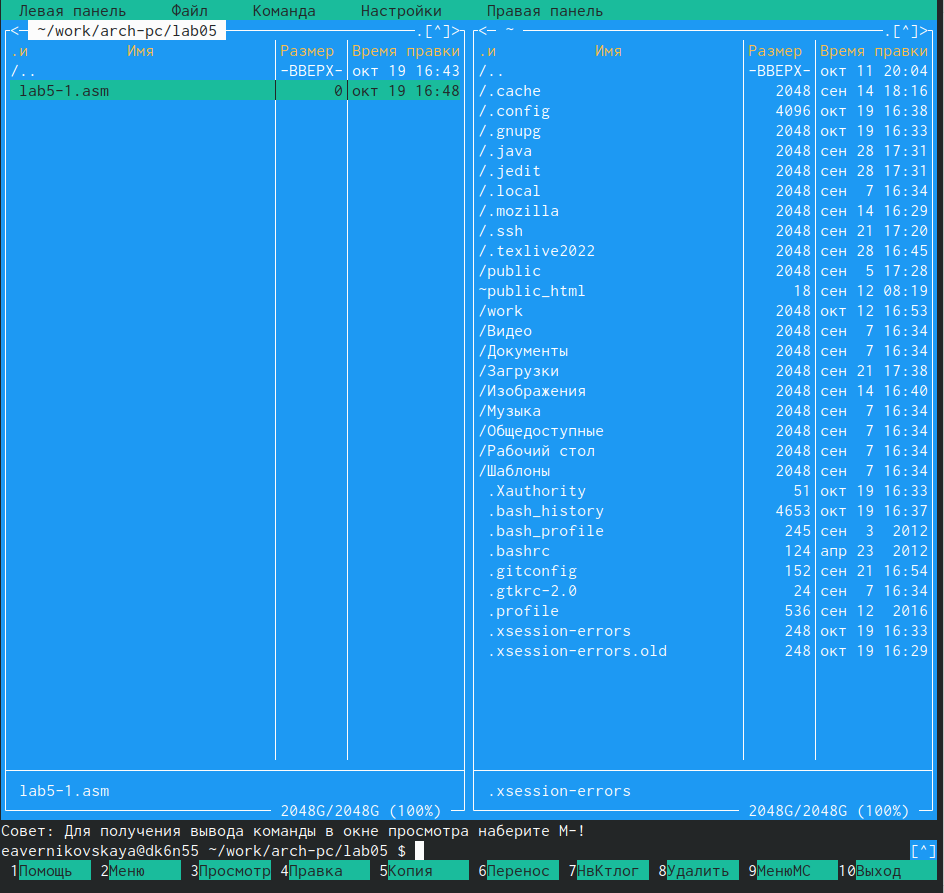 Левая панель Файл Команда Настройки Правая панель
<- ~/work/arch-pc/lab05 .[^]> <- ~ .[^]>
.и Имя Размер Время правки .и Имя Размер Время правки
/.. -ВВЕРХ- окт 19 16:43 /.. -ВВЕРХ- окт 11 20:04
lab5-1.asm 0 окт 19 16:48 /.cache 2048 сен 14 18:16
/.config 4096 окт 19 16:38
/.gnupg 2048 окт 19 16:33
/.java 2048 сен 28 17:31
/.jedit 2048 сен 28 17:31
/.local 2048 сен 7 16:34
/.mozilla 2048 сен 14 16:29
/.ssh 2048 сен 21 17:20
/.texlive2022 2048 сен 28 16:45
/public 2048 сен 5 17:28
~public_html 18 сен 12 08:19
/work 2048 окт 12 16:53
/Видео 2048 сен 7 16:34
/Документы 2048 сен 7 16:34
/Загрузки 2048 сен 21 17:38
/Изображения 2048 сен 14 16:40
/Музыка 2048 сен 7 16:34
/Общедоступные 2048 сен 7 16:34
/Рабочий стол 2048 сен 7 16:34
/Шаблоны 2048 сен 7 16:34
.Xauthority 51 окт 19 16:33
.bash_history 4653 окт 19 16:37
.bash_profile 245 сен 3 2012
.bashrc 124 апр 23 2012
.gitconfig 152 сен 21 16:54
.gtkrc-2.0 24 сен 7 16:34
.profile 536 сен 12 2016
.xsession-errors 248 окт 19 16:33
.xsession-errors.old 248 окт 19 16:29
lab5-1.asm .xsession-errors
2048G/2048G (100%) 2048G/2048G (100%)
Совет: Для получения вывода команды в окне просмотра наберите M-!
eavernikovskaya@dk6n55 ~/work/arch-pc/lab05 $ [^]
1Помощь 2Меню 3Просмотр 4Правка 5Копия 6Перенос 7НвКтлог 8Удалить 9МенюMC 10Выход